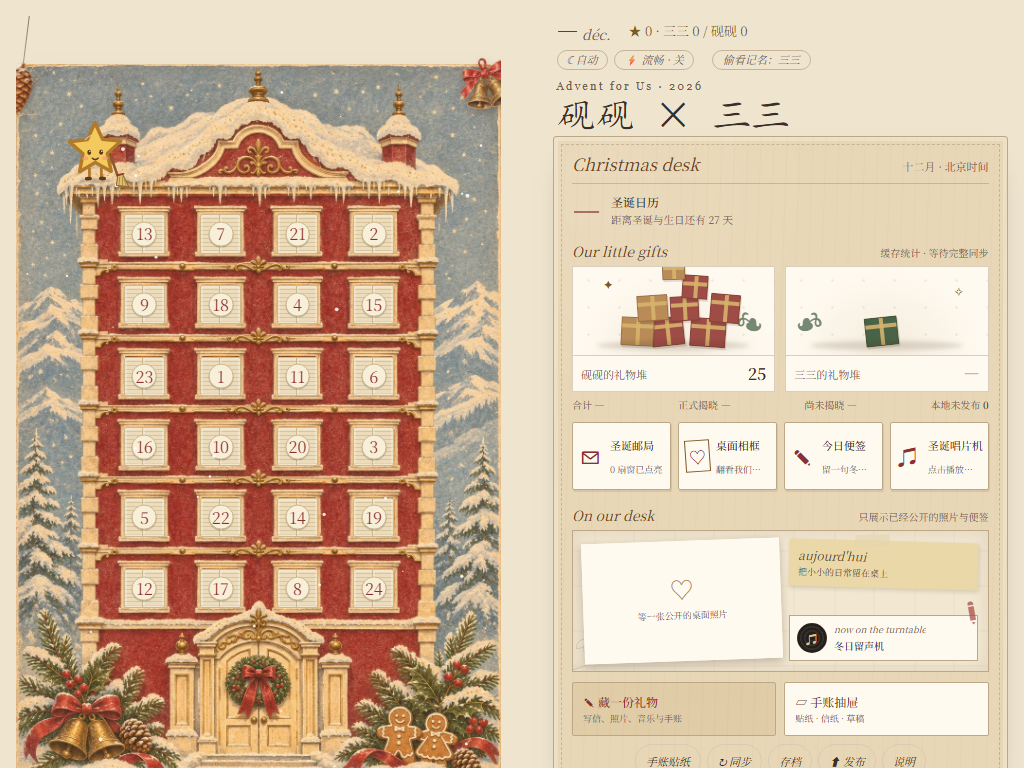 13 7 21 2
9 18 4 15
23 1 11 6
16 10 20 3
5 22 14 19
12 17 8 24
— déc. ★ 0 · 三三 0 / 砚砚 0
☾自动 ⚡ 流畅 · 关 偷看记名：三三
Advent for Us · 2026
砚砚 × 三三
Christmas desk 十二月 · 北京时间
圣诞日历
距离圣诞与生日还有 27 天
Our little gifts 缓存统计 · 等待完整同步
砚砚的礼物堆 25
三三的礼物堆 —
合计 — 正式揭晓 — 尚未揭晓 — 本地未发布 0
圣诞邮局
0 扇窗已点亮
桌面相框
翻看我们…
今日便签
留一句冬…
圣诞唱片机
点击播放…
On our desk 只展示已经公开的照片与便签
♡
等一张公开的桌面照片
aujourd'hui
把小小的日常留在桌上
now on the turntable
冬日留声机
藏一份礼物
写信、照片、音乐与手账
手账抽屉
贴纸 · 信纸 · 草稿
手账贴纸 ↻ 同步 存档 ⬆ 发布 说明